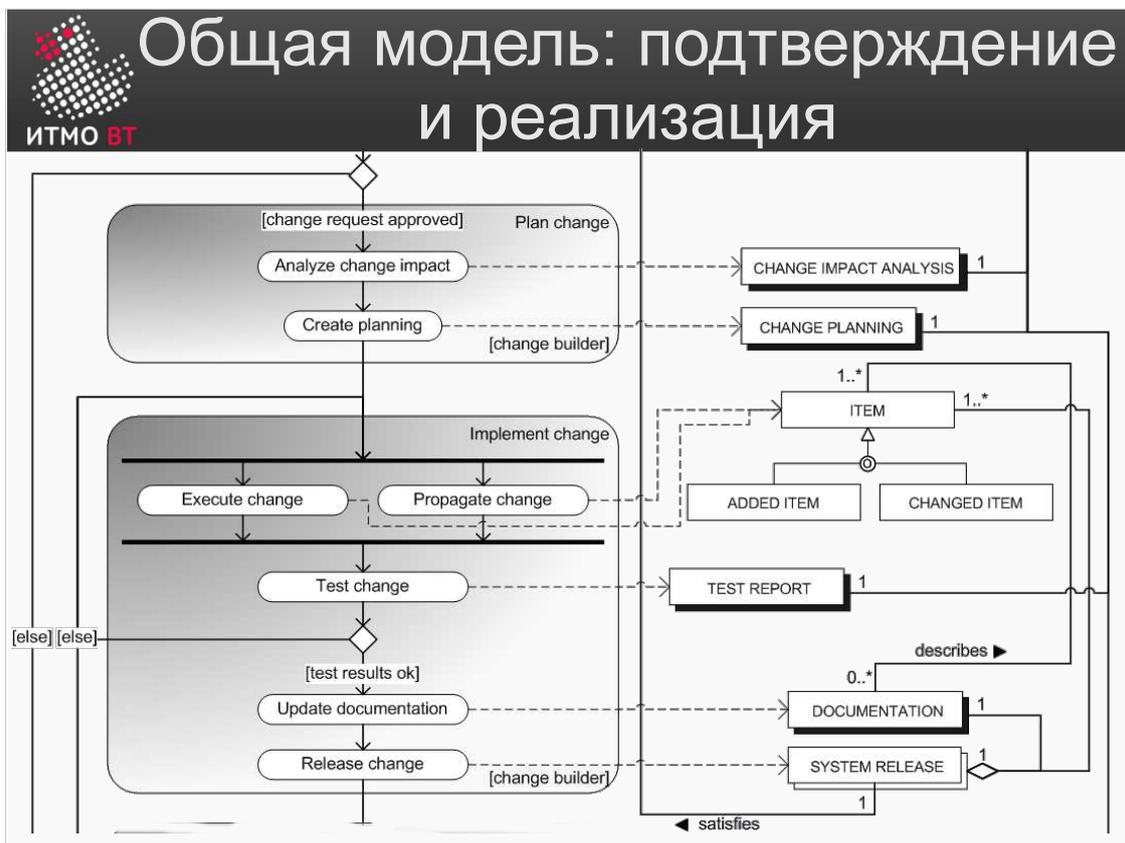 Общая модель: подтверждение
и реализация
ИТМО ВТ
[change request approved]
Plan change
Analyze change impact
CHANGE IMPACT ANALYSIS
1
Create planning
CHANGE PLANNING
1
[change builder]
1..*
ITEM
1..*
Implement change
Execute change
Propagate change
ADDED ITEM
CHANGED ITEM
Test change
TEST REPORT
1
[else]
[else]
describes ►
[test results ok]
0..*
Update documentation
DOCUMENTATION
1
Release change
SYSTEM RELEASE
1
[change builder]
1
◄ satisfies